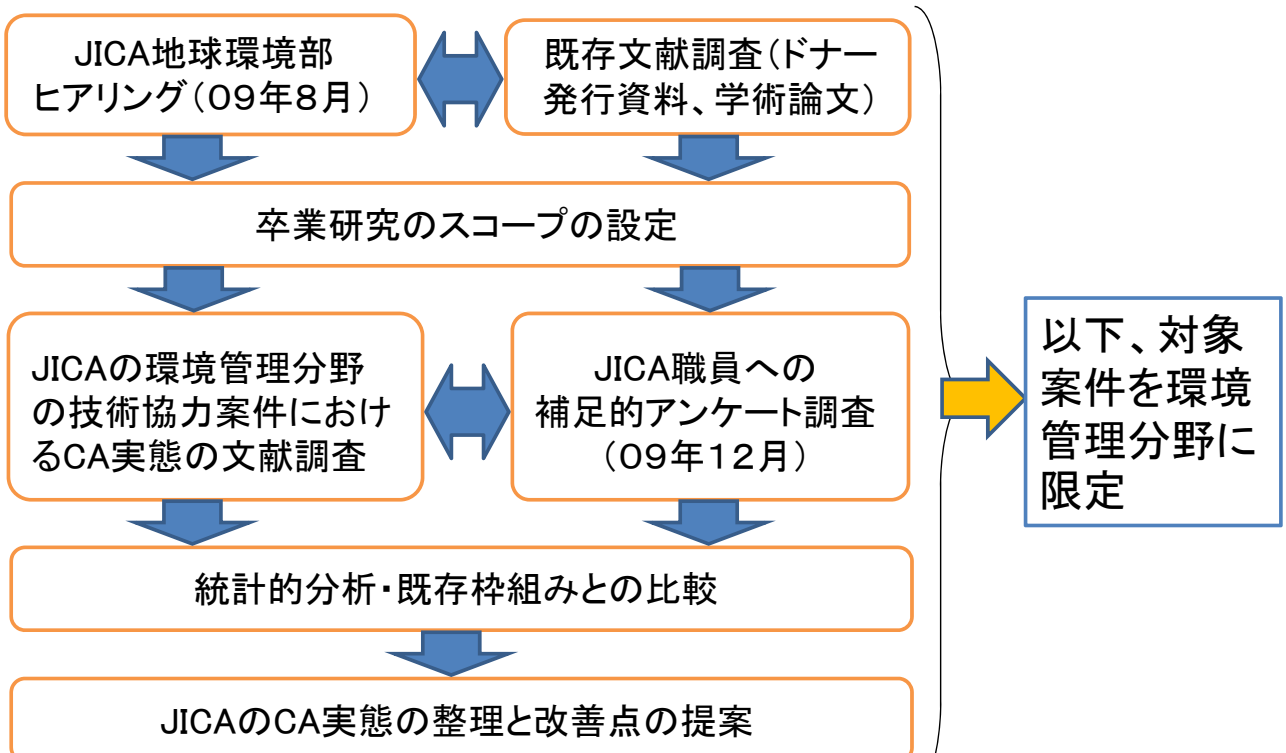 JICA地球環境部
ヒアリング（０９年８月）
既存文献調査（ドナー
発行資料、学術論文）
卒業研究のスコープの設定
JICAの環境管理分野
の技術協力案件におけ
るCA実態の文献調査
JICA職員への
補足的アンケート調査
（０９年１２月）
以下、対象
案件を環境
管理分野に
限定
統計的分析・既存枠組みとの比較
JICAのCA実態の整理と改善点の提案